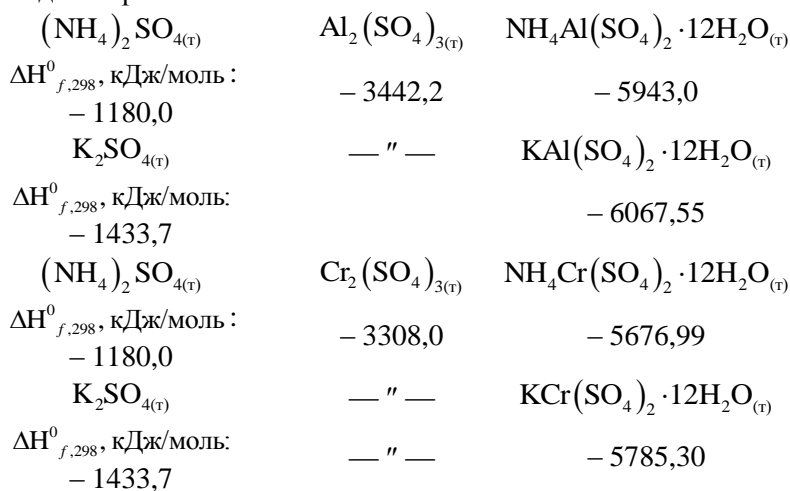 (NH₄)₂SO₄₍т₎ Al₂(SO₄)₃₍т₎ NH₄Al(SO₄)₂·12H₂O₍т₎
ΔH⁰f,298, кДж/моль:
– 1180,0 – 3442,2 – 5943,0
K₂SO₄₍т₎ — " — KAl(SO₄)₂·12H₂O₍т₎
ΔH⁰f,298, кДж/моль:
– 1433,7 – 6067,55
(NH₄)₂SO₄₍т₎ Cr₂(SO₄)₃₍т₎ NH₄Cr(SO₄)₂·12H₂O₍т₎
ΔH⁰f,298, кДж/моль:
– 1180,0 – 3308,0 – 5676,99
K₂SO₄₍т₎ — " — KCr(SO₄)₂·12H₂O₍т₎
ΔH⁰f,298, кДж/моль:
– 1433,7 — " — – 5785,30